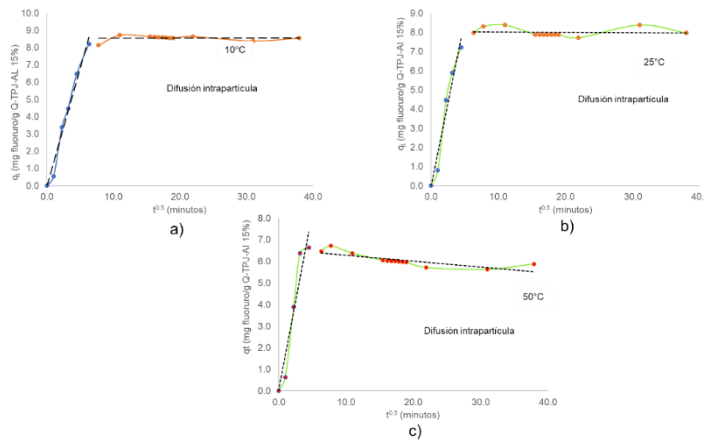 9.0
8.0
7.0
6.0
5.0
4.0
3.0
2.0
1.0
0.0
0.0 10.0 20.0 30.0 40.0
qt (mg fluoruro/g Q-TPJ-AL 15%)
t^0.5 (minutos)
10°C
Difusión intrapartícula
a)
9.0
8.0
7.0
6.0
5.0
4.0
3.0
2.0
1.0
0.0
0.0 10.0 20.0 30.0 40.
qt (mg fluoruro/g Q-TPJ-Al 15%)
t^0.5 (minutos)
25°C
Difusión intrapartícula
b)
8.0
7.0
6.0
5.0
4.0
3.0
2.0
1.0
0.0
0.0 10.0 20.0 30.0 40.0
qt (mg fluoruro/g Q-TPJ-Al 15%)
t^0.5 (minutos)
50°C
Difusión intrapartícula
c)